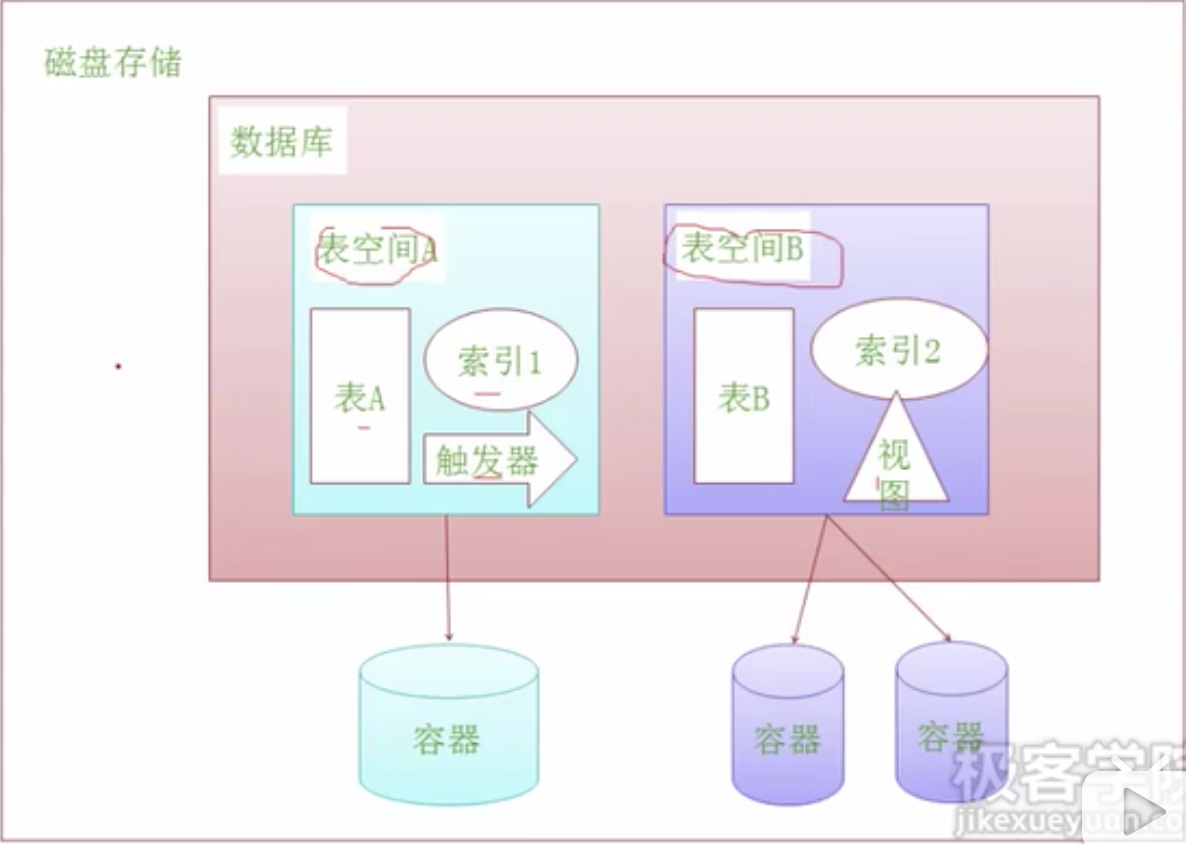 磁盘存储
数据库
表空间A
表空间B
表A
索引1
触发器
表B
索引2
视
图
容器
容器
容器
极客学院
jikexueyuan.co